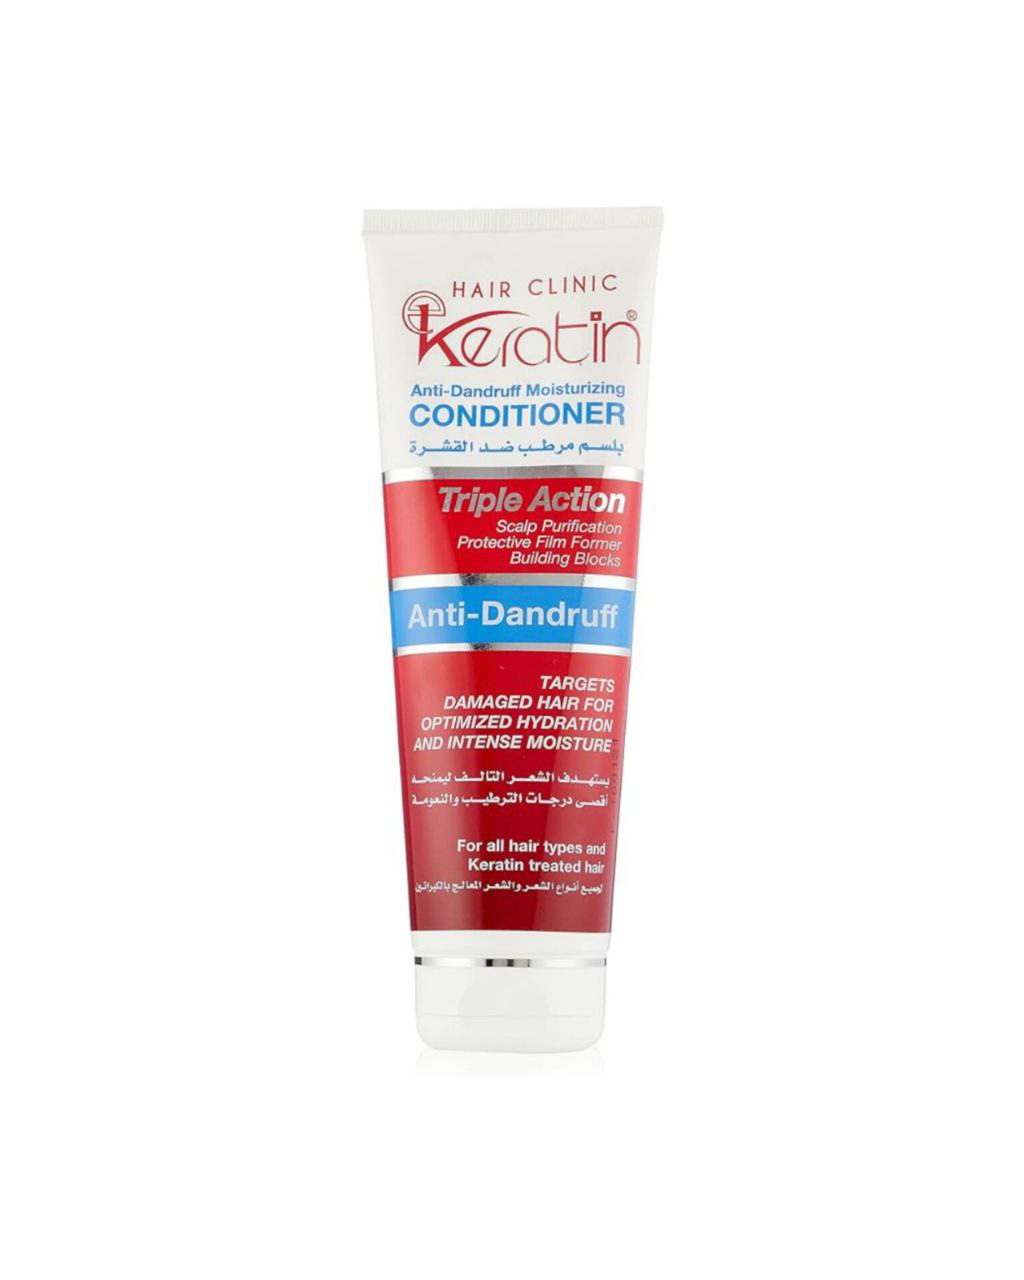 HAIR CLINIC
e Keratin®
Anti-Dandruff Moisturizing
CONDITIONER
بلسم مرطب ضد القشرة
Triple Action
Scalp Purification
Protective Film Former
Building Blocks
Anti-Dandruff
TARGETS
DAMAGED HAIR FOR
OPTIMIZED HYDRATION
AND INTENSE MOISTURE
يستهدف الشعر التالف ليمنحه
أقصى درجات الترطيب والنعومة
For all hair types and
Keratin treated hair
لجميع أنواع الشعر والشعر المعالج بالكيراتين